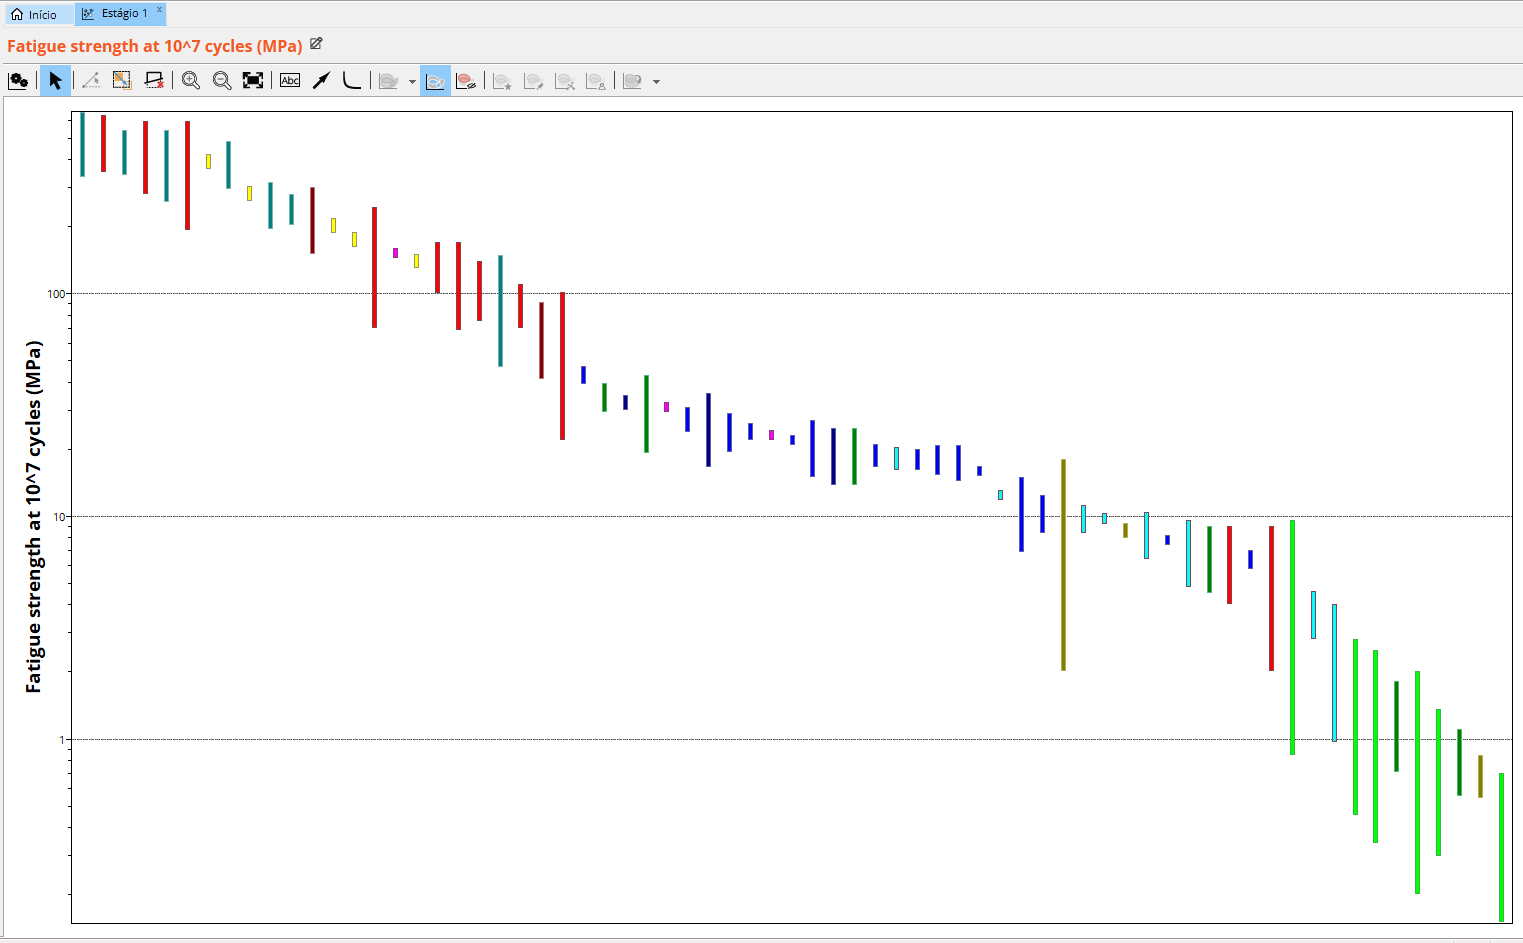 Início
Estágio 1 x
Fatigue strength at 10^7 cycles (MPa)
Abc
Fatigue strength at 10^7 cycles (MPa)
100
10
1